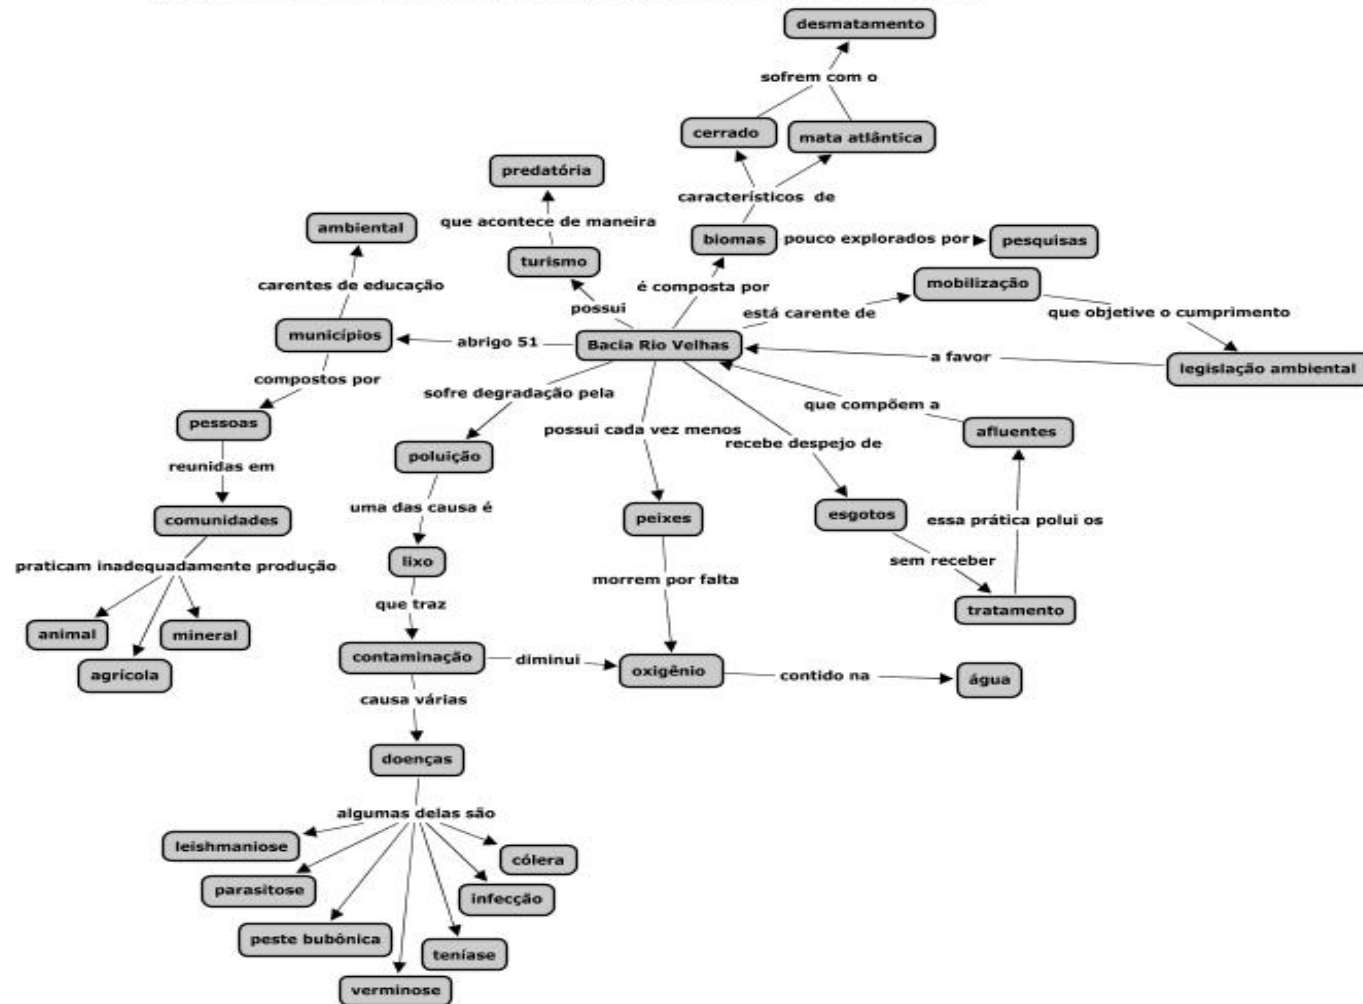 desmatamento
sofrem com o
cerrado
mata atlântica
predatória
característicos de
que acontece de maneira
ambiental
biomas
pouco explorados por
pesquisas
turismo
mobilização
carentes de educação
é composta por
possui
está carente de
que objetive o cumprimento
municípios
abrigo 51
Bacia Rio Velhas
a favor
legislação ambiental
compostos por
sofre degradação pela
que compõem a
pessoas
possui cada vez menos
recebe despejo de
afluentes
poluição
reunidas em
uma das causa é
comunidades
peixes
esgotos
essa prática polui os
praticam inadequadamente produção
lixo
sem receber
morrem por falta
que traz
tratamento
animal
mineral
agrícola
contaminação
diminui
oxigênio
contido na
água
causa várias
doenças
algumas delas são
leishmaniose
cólera
parasitose
infecção
peste bubônica
teníase
verminose